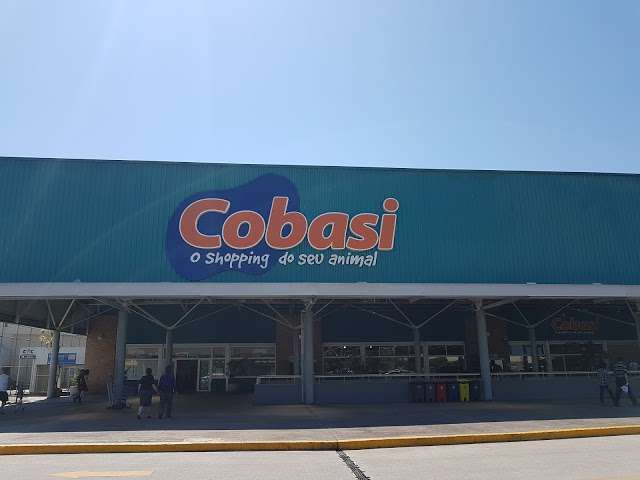 Cobasi
o shopping do seu animal
Cobasi